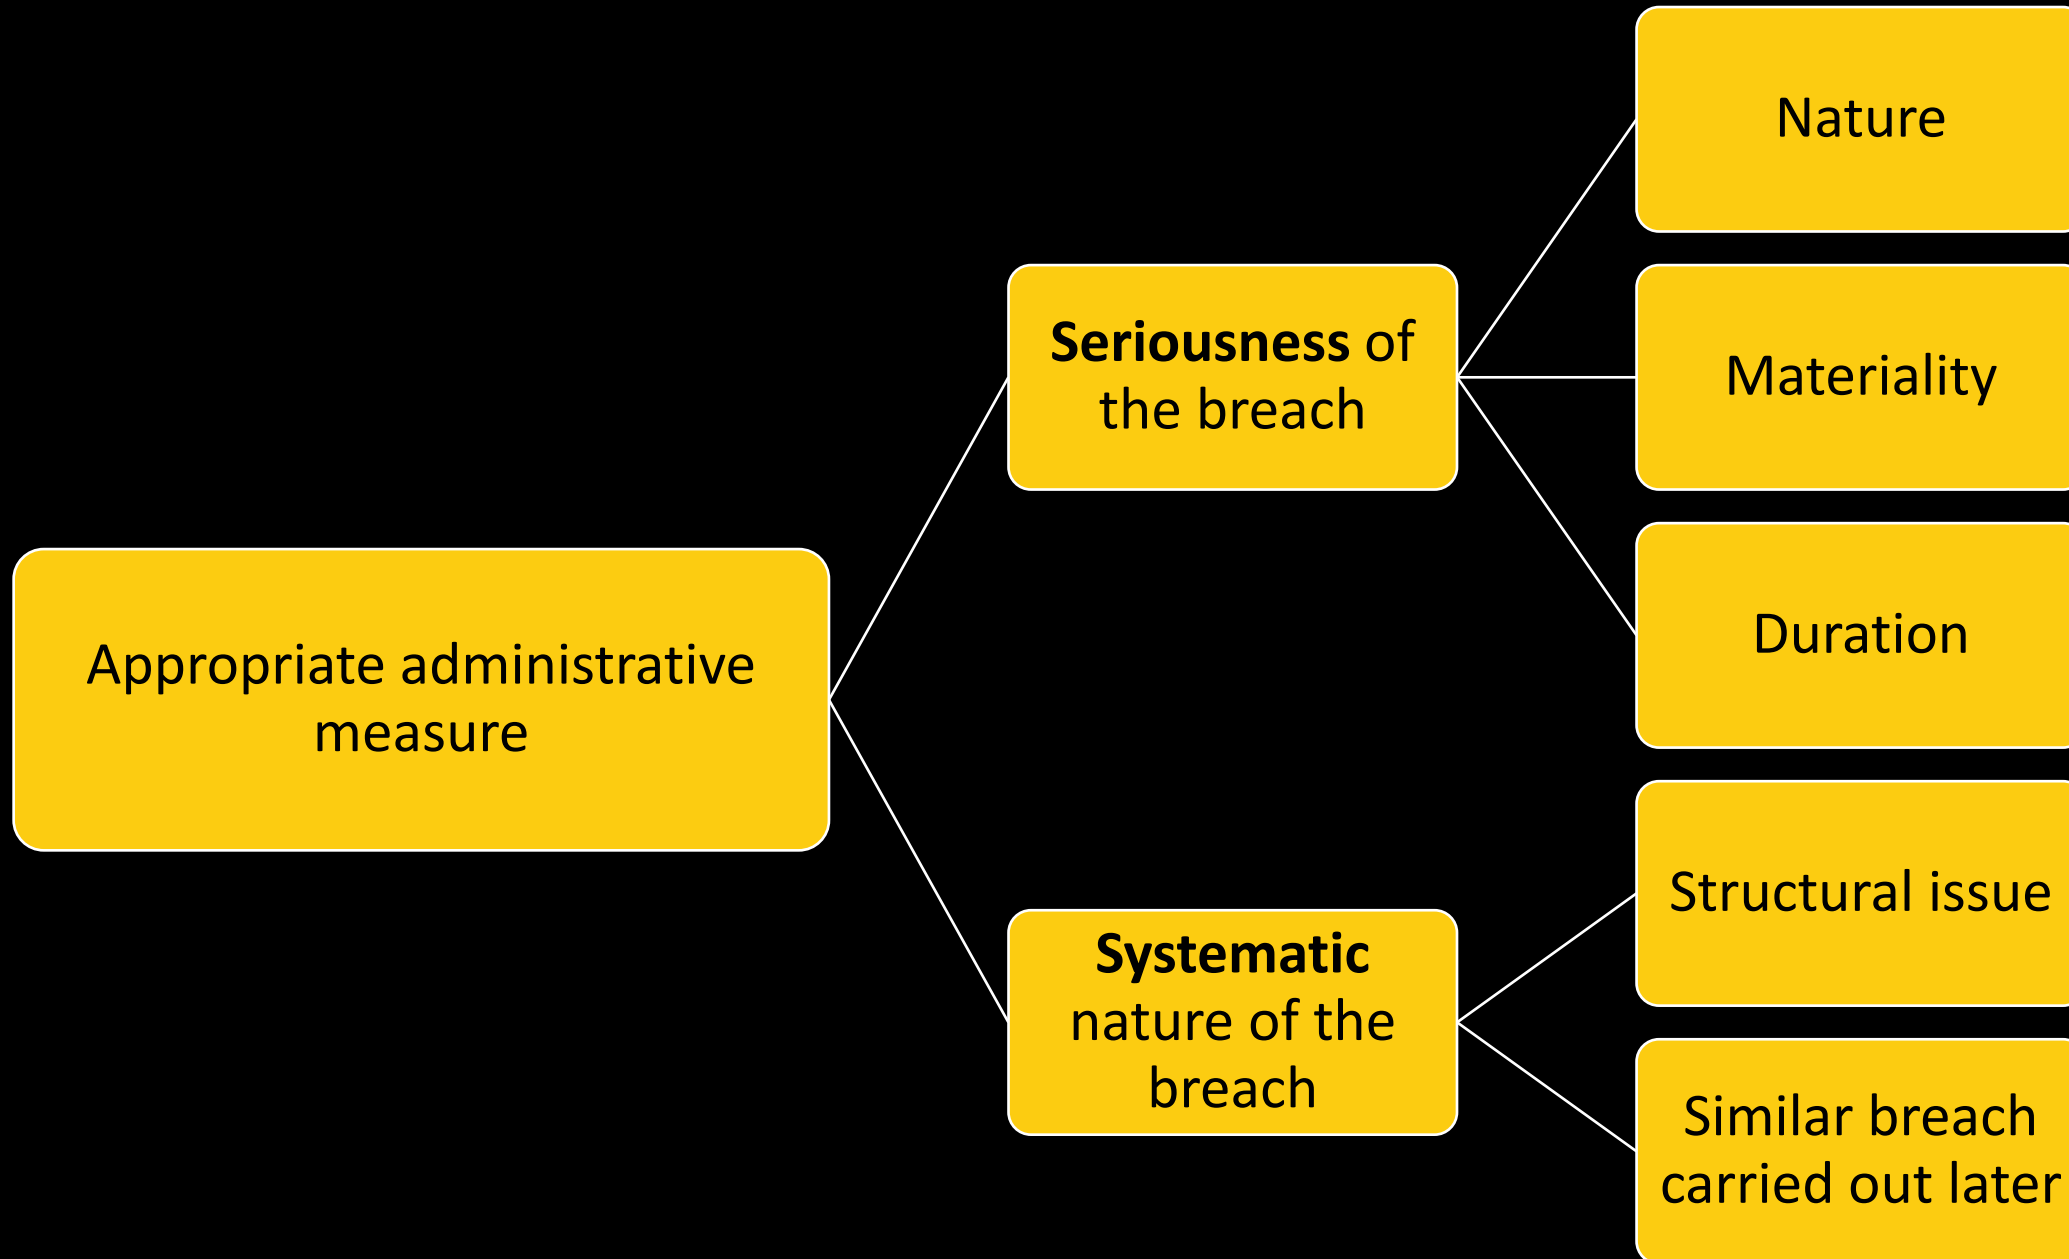 Appropriate administrative
measure
Seriousness of
the breach
Nature
Materiality
Duration
Systematic
nature of the
breach
Structural issue
Similar breach
carried out later